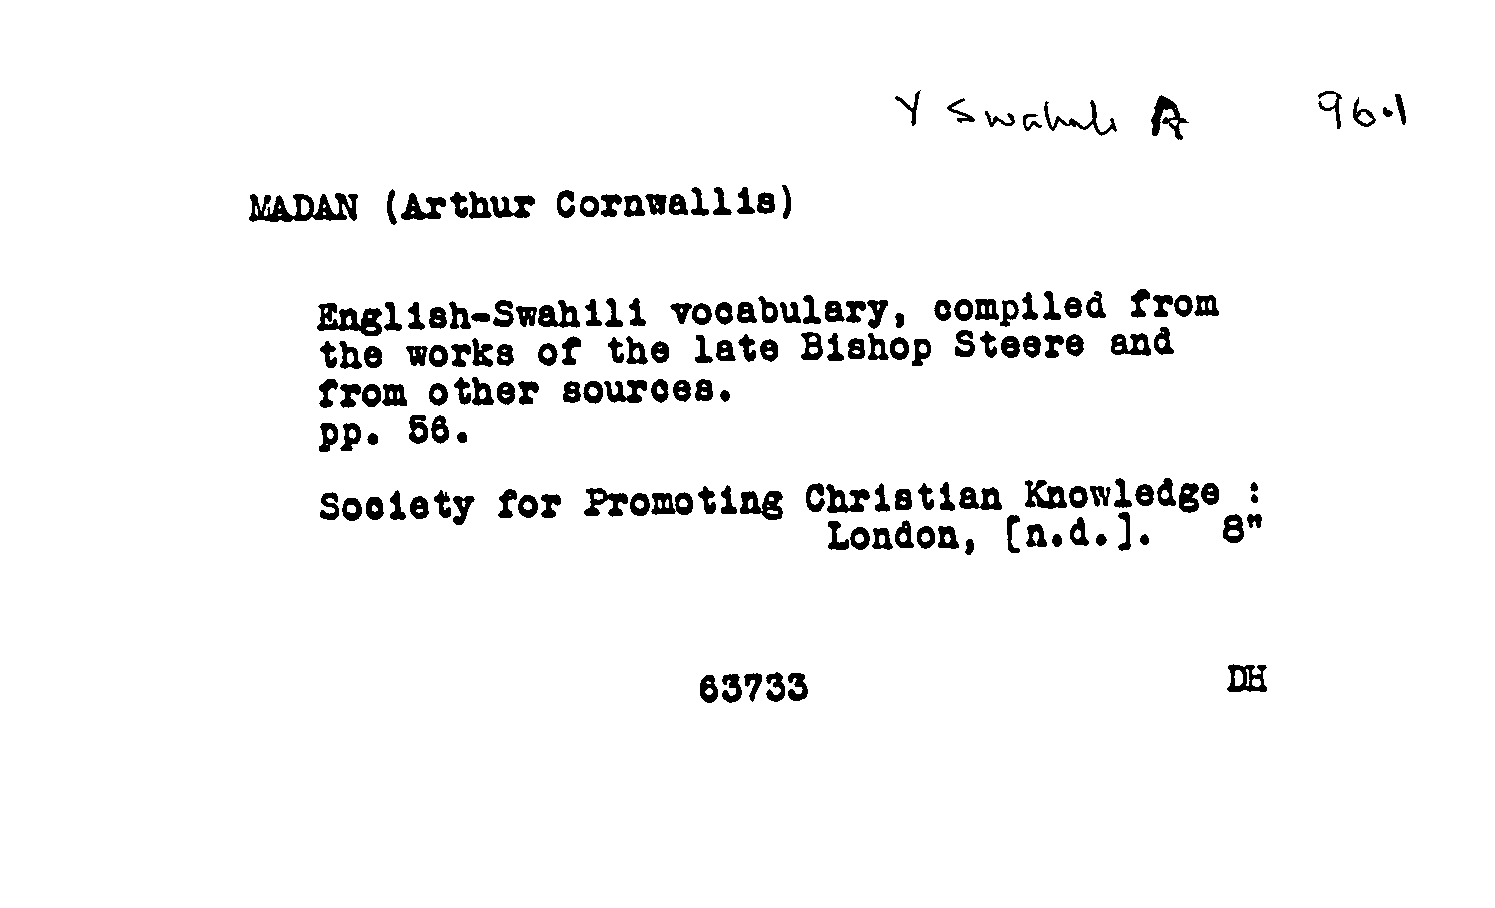 Y Swahili A 96.1
MADAN (Arthur Cornwallis)
English-Swahili vocabulary, compiled from
the works of the late Bishop Steere and
from other sources.
pp. 56.
Society for Promoting Christian Knowledge :
London, [n.d.]. 8"
63733 DH